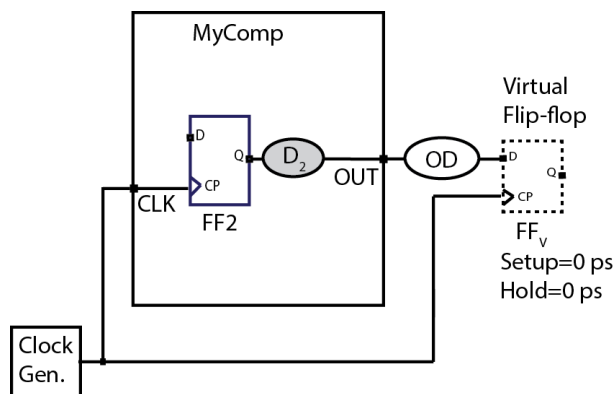 MyComp
Virtual
Flip-flop
D
Q
D2
OD
D
Q
CP
OUT
CLK
CP
FF2
FFV
Setup=0 ps
Hold=0 ps
Clock
Gen.